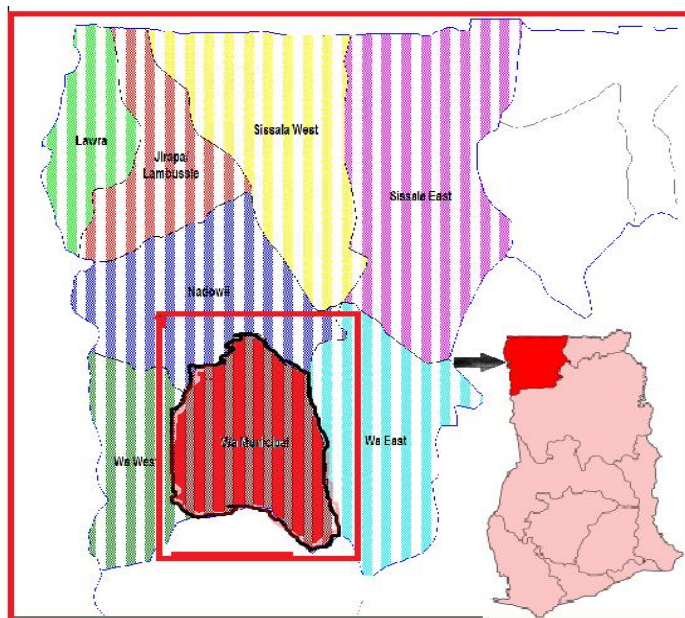 Sissala West
Lawra
Jirapa/
Lambussie
Sissala East
Nadowli
Wa Municipal
Wa East
Wa West